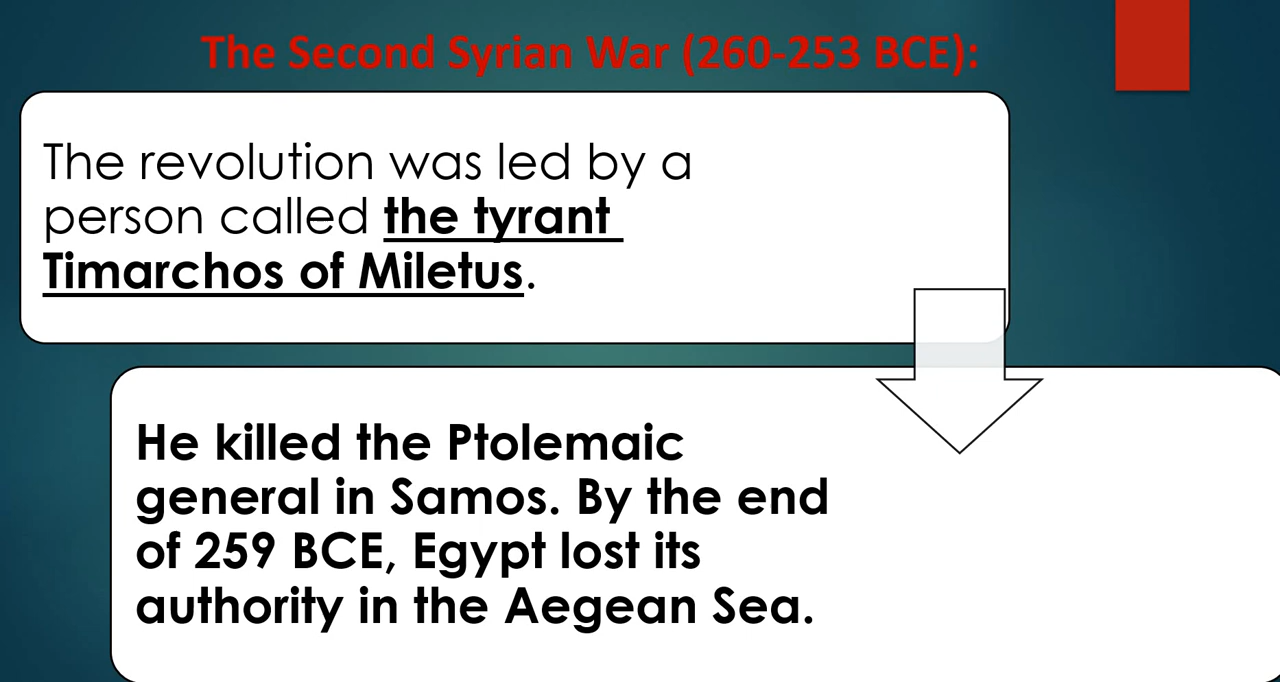 The Second Syrian War (260-253 BCE):
The revolution was led by a
person called the tyrant
Timarchos of Miletus.
He killed the Ptolemaic
general in Samos. By the end
of 259 BCE, Egypt lost its
authority in the Aegean Sea.